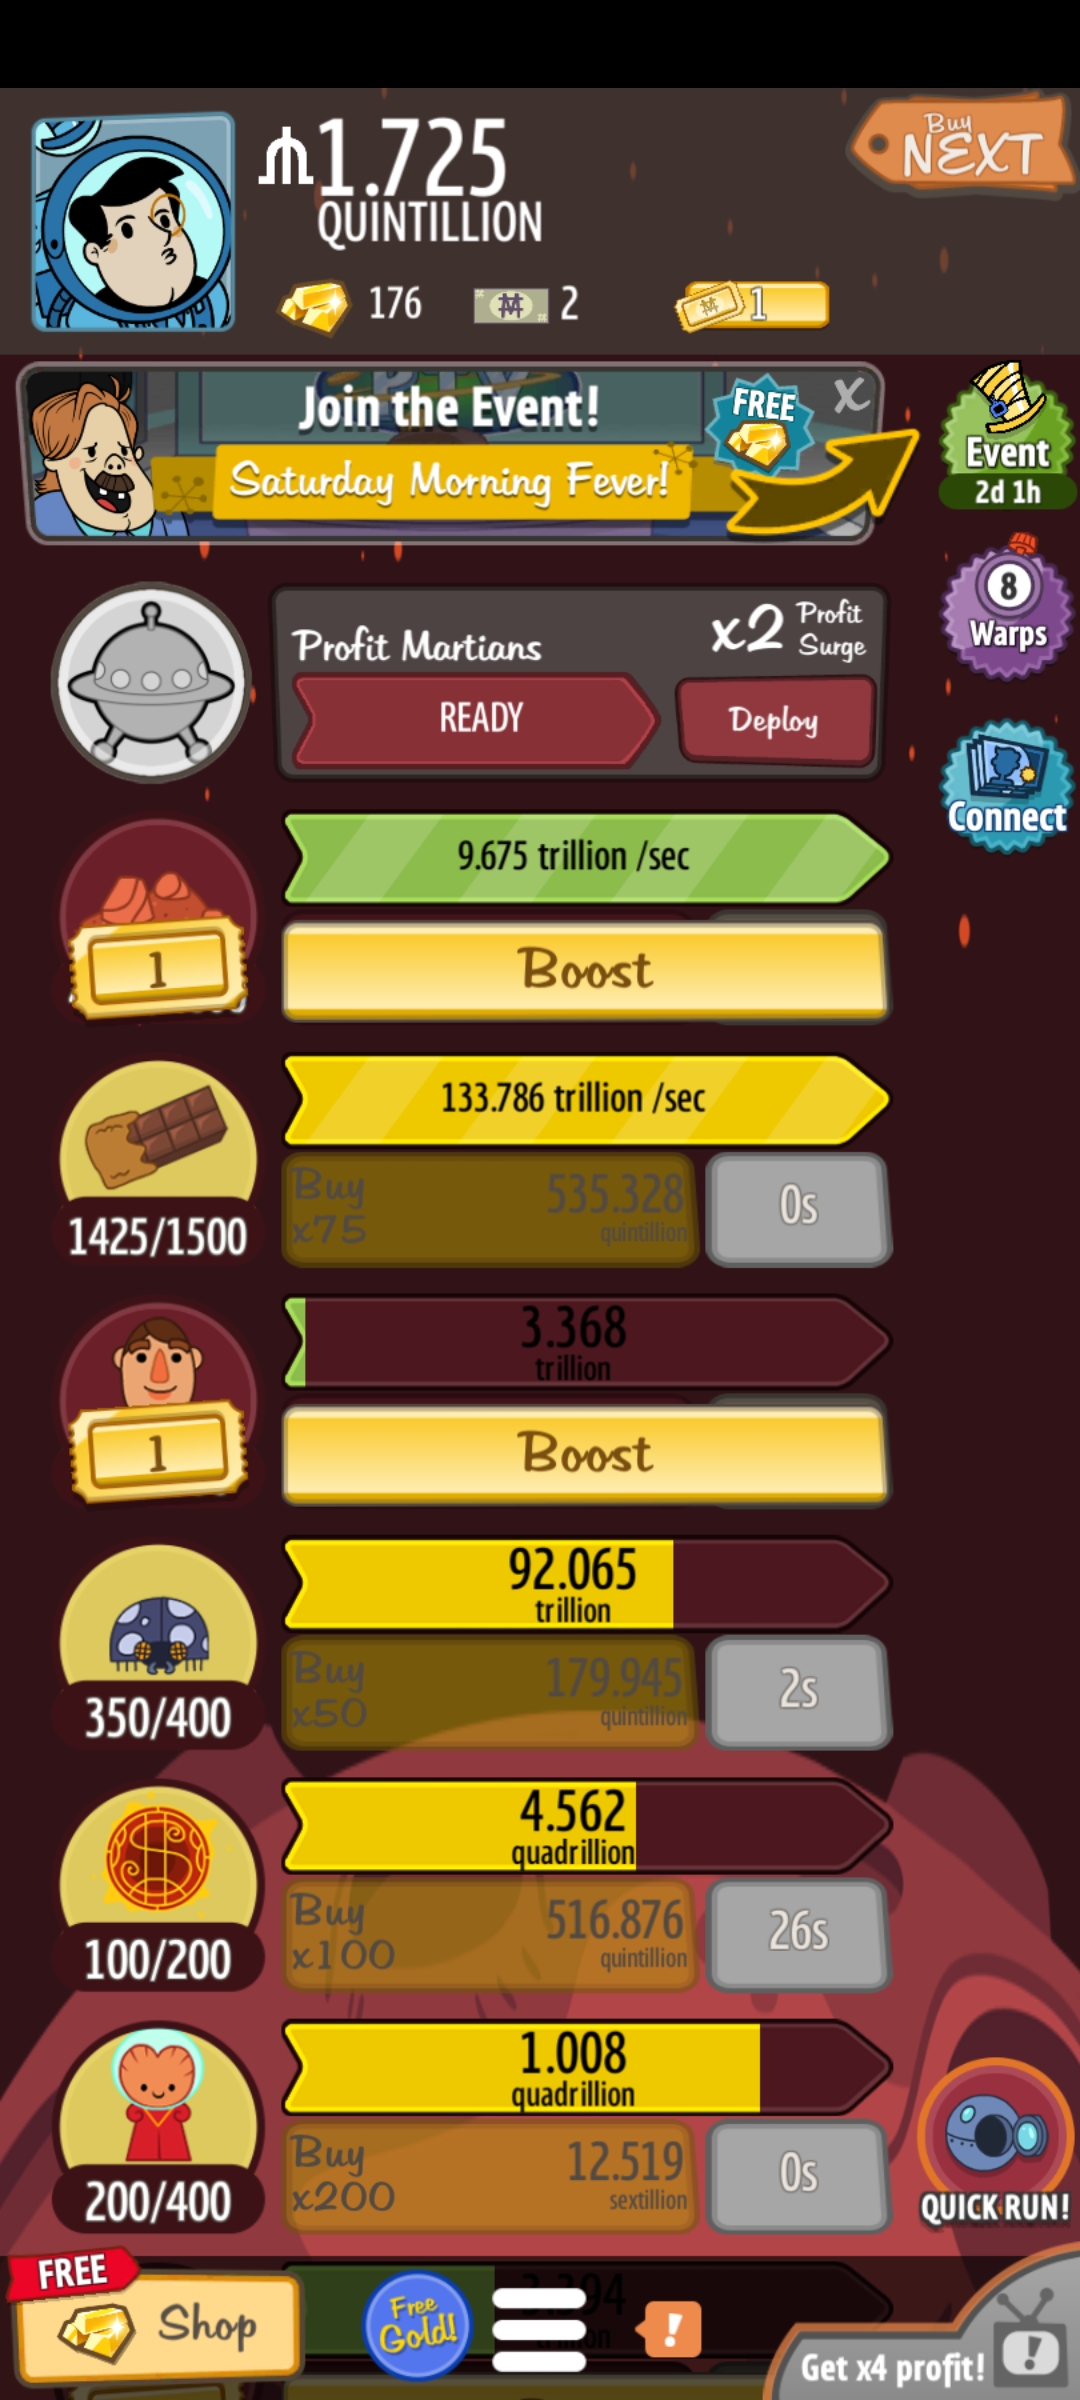 1.725
QUINTILLION
Buy
NEXT
176
2
1
Join the Event!
Saturday Morning Fever!
FREE
X
Event
2d 1h
8
Warps
Connect
Profit Martians
x2 Profit
Surge
READY
Deploy
9.675 trillion /sec
1
Boost
133.786 trillion /sec
1425/1500
Buy
x75
535.328
quintillion
0s
3.368
trillion
1
Boost
92.065
trillion
350/400
Buy
x50
179.945
quintillion
2s
4.562
quadrillion
100/200
Buy
x100
516.876
quintillion
26s
1.008
quadrillion
200/400
Buy
x200
12.519
sextillion
0s
QUICK RUN!
FREE
Shop
Free
Gold!
!
Get x4 profit!
!